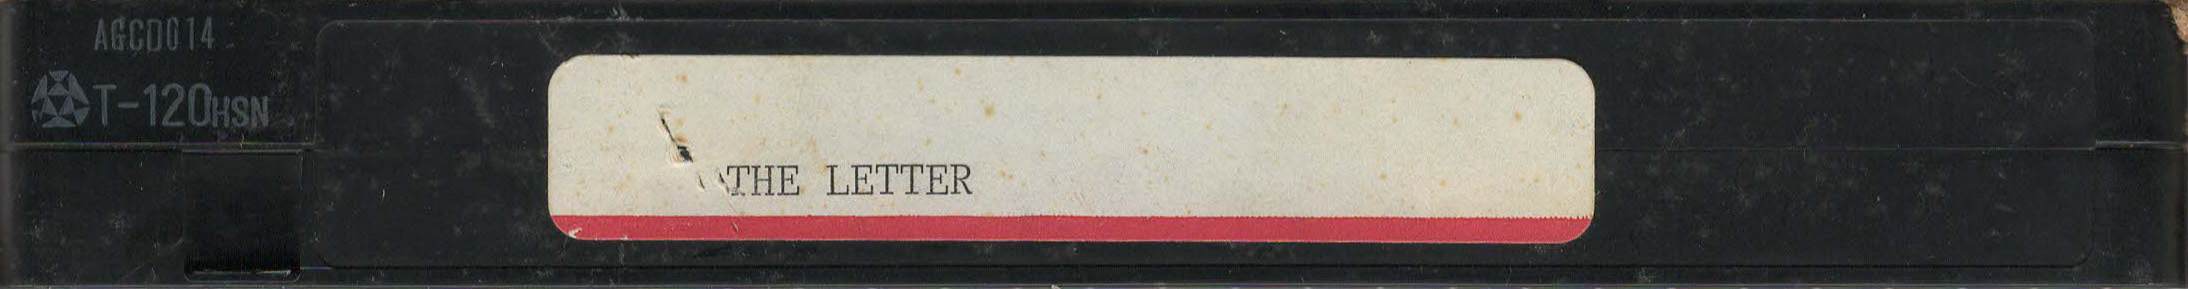 AGCD014
T-120HSN
THE LETTER